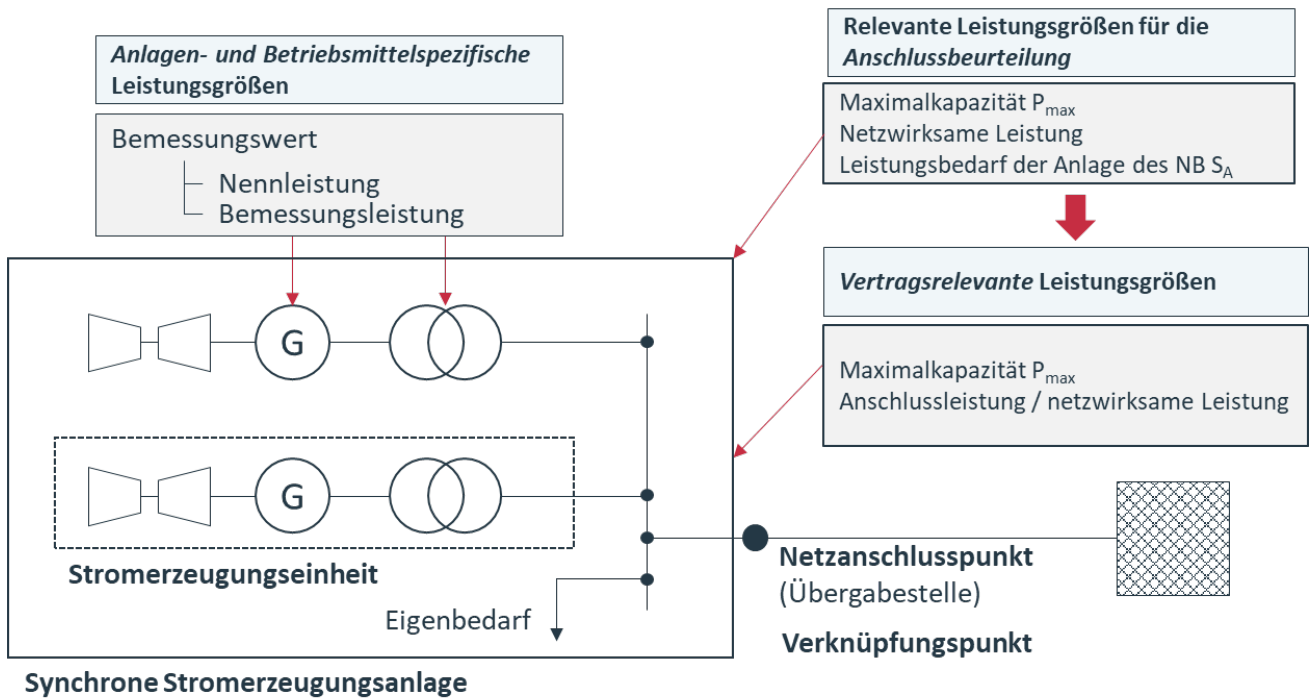 Anlagen- und Betriebsmittelspezifische
Leistungsgrößen
Bemessungswert
Nennleistung
Bemessungsleistung
Relevante Leistungsgrößen für die
Anschlussbeurteilung
Maximalkapazität Pmax
Netzwirksame Leistung
Leistungsbedarf der Anlage des NB SA
Vertragsrelevante Leistungsgrößen
Maximalkapazität Pmax
Anschlussleistung / netzwirksame Leistung
G
G
Stromerzeugungseinheit
Eigenbedarf
Netzanschlusspunkt
(Übergabestelle)
Verknüpfungspunkt
Synchrone Stromerzeugungsanlage